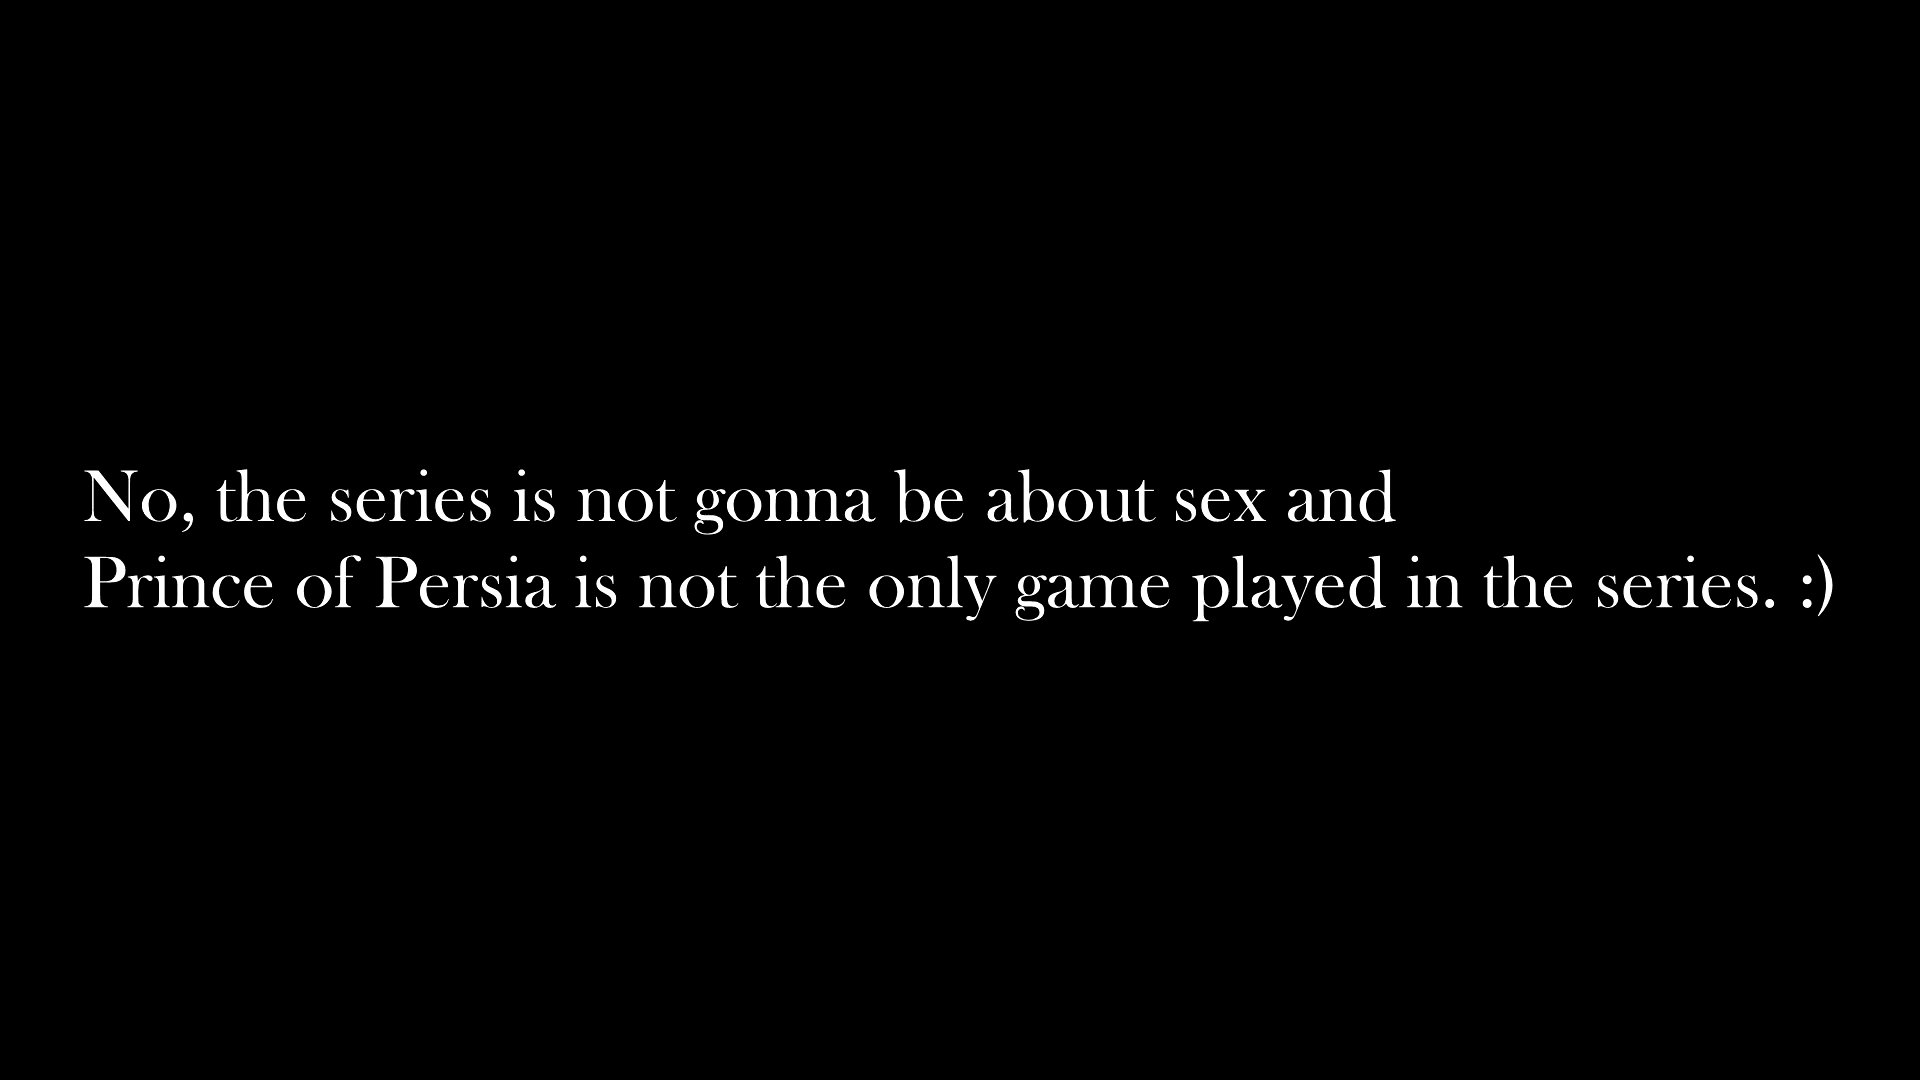 No, the series is not gonna be about sex and
Prince of Persia is not the only game played in the series. :)